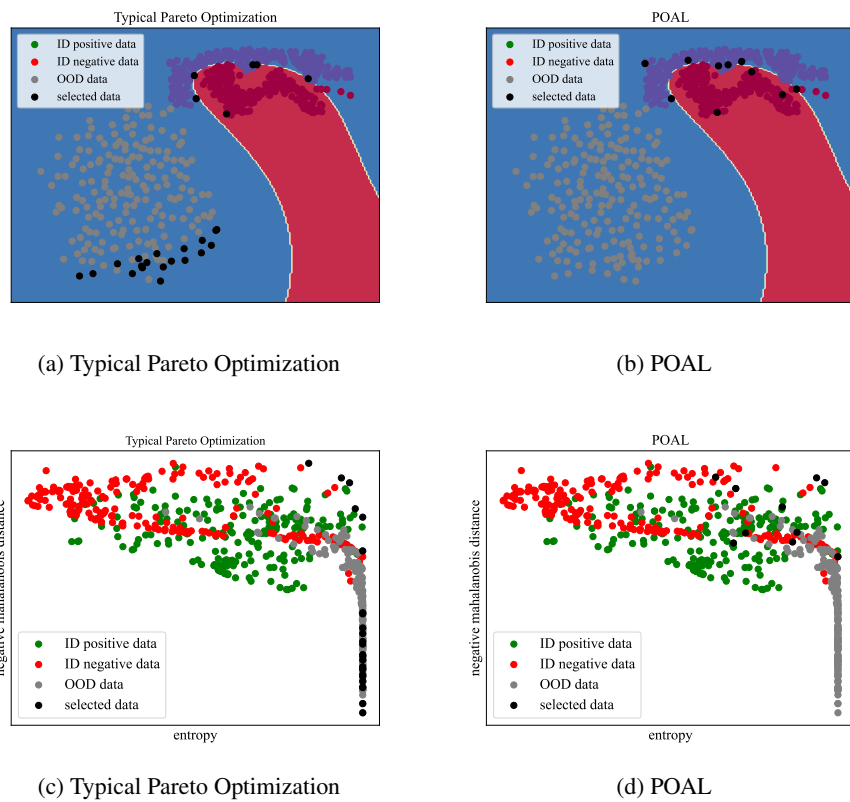 Typical Pareto Optimization
ID positive data
ID negative data
OOD data
selected data
POAL
ID positive data
ID negative data
OOD data
selected data
(a) Typical Pareto Optimization
(b) POAL
Typical Pareto Optimization
negative mahalanobis distance
ID positive data
ID negative data
OOD data
selected data
entropy
POAL
negative mahalanobis distance
ID positive data
ID negative data
OOD data
selected data
entropy
(c) Typical Pareto Optimization
(d) POAL